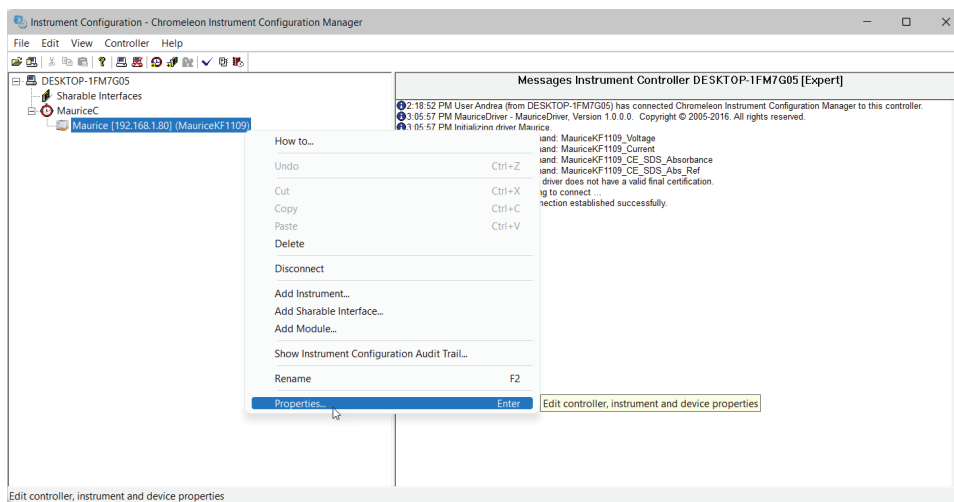 Instrument Configuration - Chromeleon Instrument Configuration Manager
File Edit View Controller Help
DESKTOP-1FM7G05
Sharable Interfaces
MauriceC
Maurice [192.168.1.80] (MauriceKF1109)
Messages Instrument Controller DESKTOP-1FM7G05 [Expert]
2:18:52 PM User Andrea (from DESKTOP-1FM7G05) has connected Chromeleon Instrument Configuration Manager to this controller.
3:05:57 PM MauriceDriver - MauriceDriver, Version 1.0.0.0. Copyright © 2005-2016. All rights reserved.
3:05:57 PM Initializing driver Maurice.
and: MauriceKF1109_Voltage
and: MauriceKF1109_Current
and: MauriceKF1109_CE_SDS_Absorbance
and: MauriceKF1109_CE_SDS_Abs_Ref
driver does not have a valid final certification.
g to connect ...
nection established successfully.
How to...
Undo Ctrl+Z
Cut Ctrl+X
Copy Ctrl+C
Paste Ctrl+V
Delete
Disconnect
Add Instrument...
Add Sharable Interface...
Add Module...
Show Instrument Configuration Audit Trail...
Rename F2
Properties... Enter
Edit controller, instrument and device properties
Edit controller, instrument and device properties